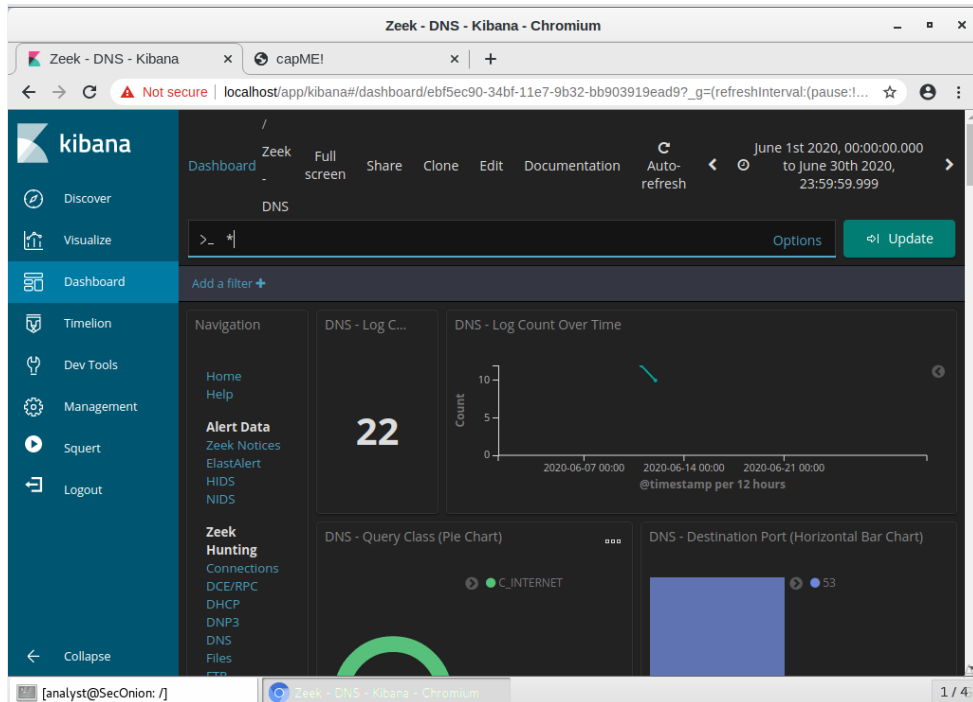 Zeek - DNS - Kibana - Chromium
Zeek - DNS - Kibana
capME!
Not secure
localhost/app/kibana#/dashboard/ebf5ec90-34bf-11e7-9b32-bb903919ead9?_g=(refreshInterval:(pause:!...
kibana
Discover
Visualize
Dashboard
Timelion
Dev Tools
Management
Squert
Logout
Collapse
Dashboard
/
Zeek
-
DNS
Full
screen
Share
Clone
Edit
Documentation
Auto-
refresh
June 1st 2020, 00:00:00.000
to June 30th 2020,
23:59:59.999
>_ *
Options
Update
Add a filter +
Navigation
Home
Help
Alert Data
Zeek Notices
ElastAlert
HIDS
NIDS
Zeek
Hunting
Connections
DCE/RPC
DHCP
DNP3
DNS
Files
FTP
DNS - Log C...
22
DNS - Log Count Over Time
Count
10
5
0
2020-06-07 00:00
2020-06-14 00:00
2020-06-21 00:00
@timestamp per 12 hours
DNS - Query Class (Pie Chart)
C_INTERNET
DNS - Destination Port (Horizontal Bar Chart)
53
[analyst@SecOnion: /]
Zeek - DNS - Kibana - Chromium
1 / 4